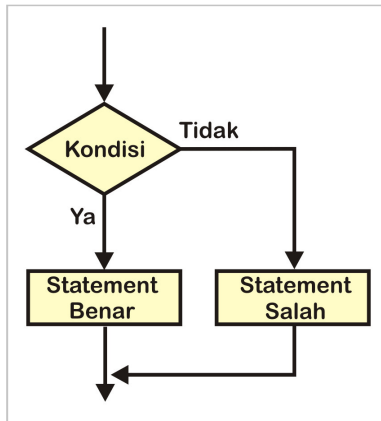 Kondisi
Tidak
Ya
Statement
Benar
Statement
Salah